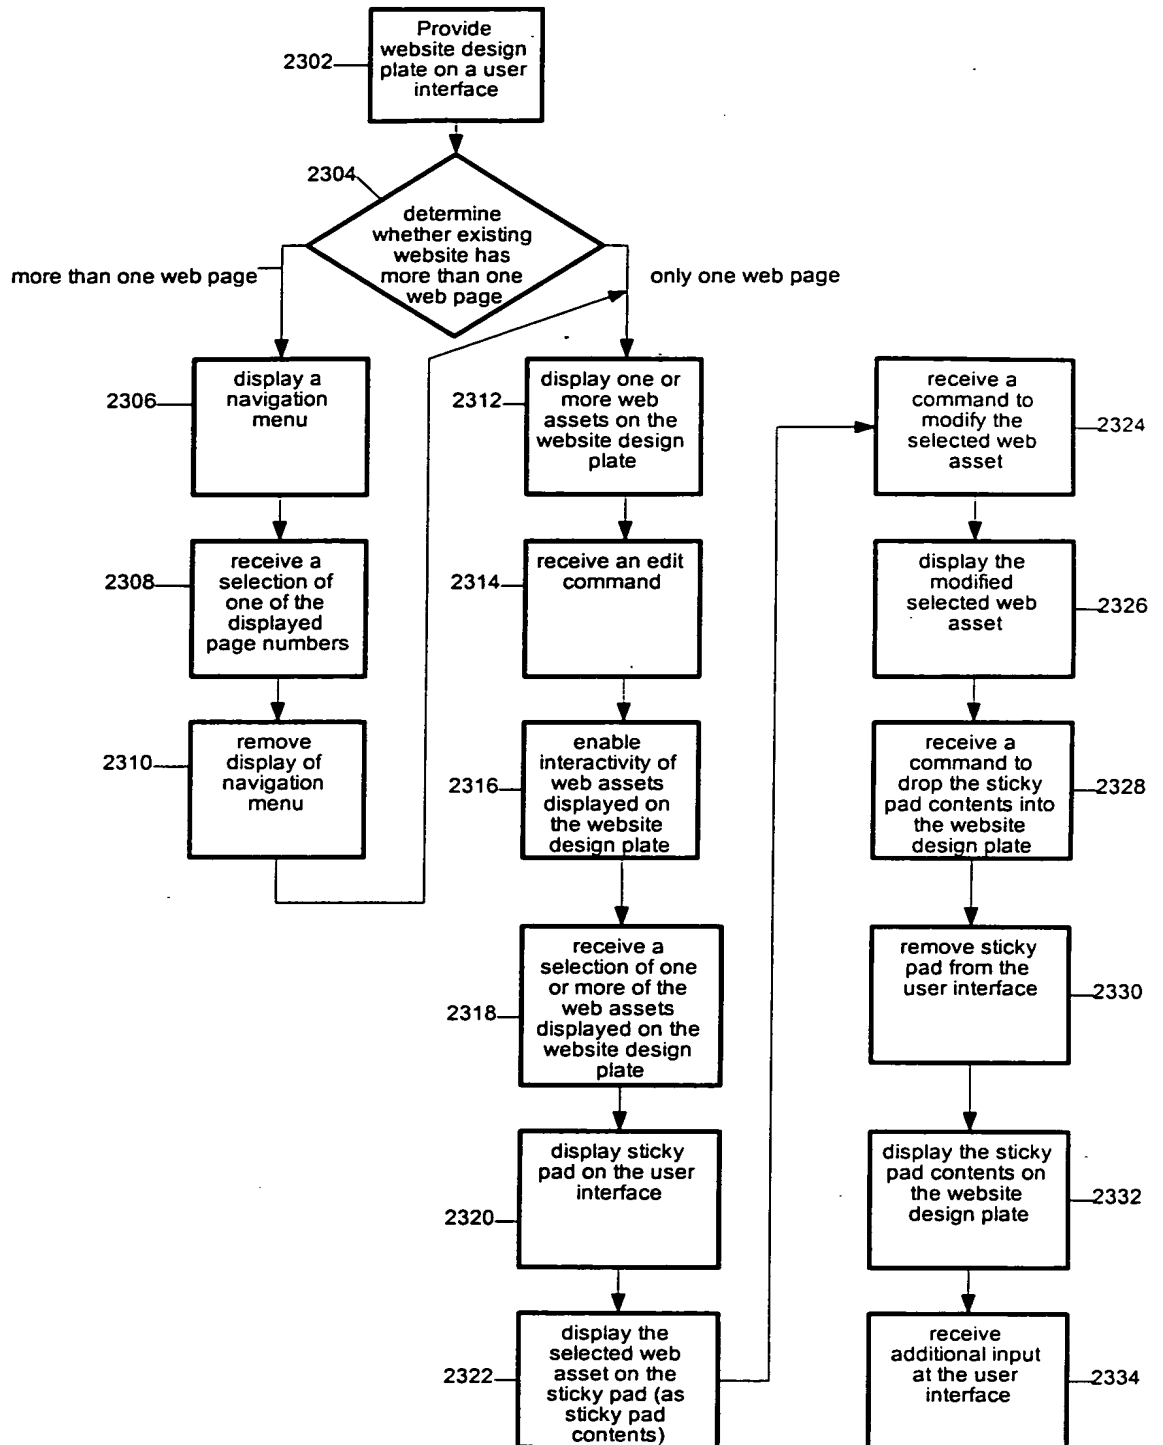 Provide
website design
plate on a user
interface
2302
2304
determine
whether existing
website has
more than one
web page
more than one web page
only one web page
2306
display a
navigation
menu
2308
receive a
selection of
one of the
displayed
page numbers
2310
remove
display of
navigation
menu
2312
display one or
more web
assets on the
website design
plate
2314
receive an edit
command
2316
enable
interactivity of
web assets
displayed on
the website
design plate
2318
receive a
selection of one
or more of the
web assets
displayed on the
website design
plate
2320
display sticky
pad on the user
interface
2322
display the
selected web
asset on the
sticky pad (as
sticky pad
contents)
receive a
command to
modify the
selected web
asset
2324
display the
modified
selected web
asset
2326
receive a
command to
drop the sticky
pad contents into
the website
design plate
2328
remove sticky
pad from the
user interface
2330
display the sticky
pad contents on
the website
design plate
2332
receive
additional input
at the user
interface
2334